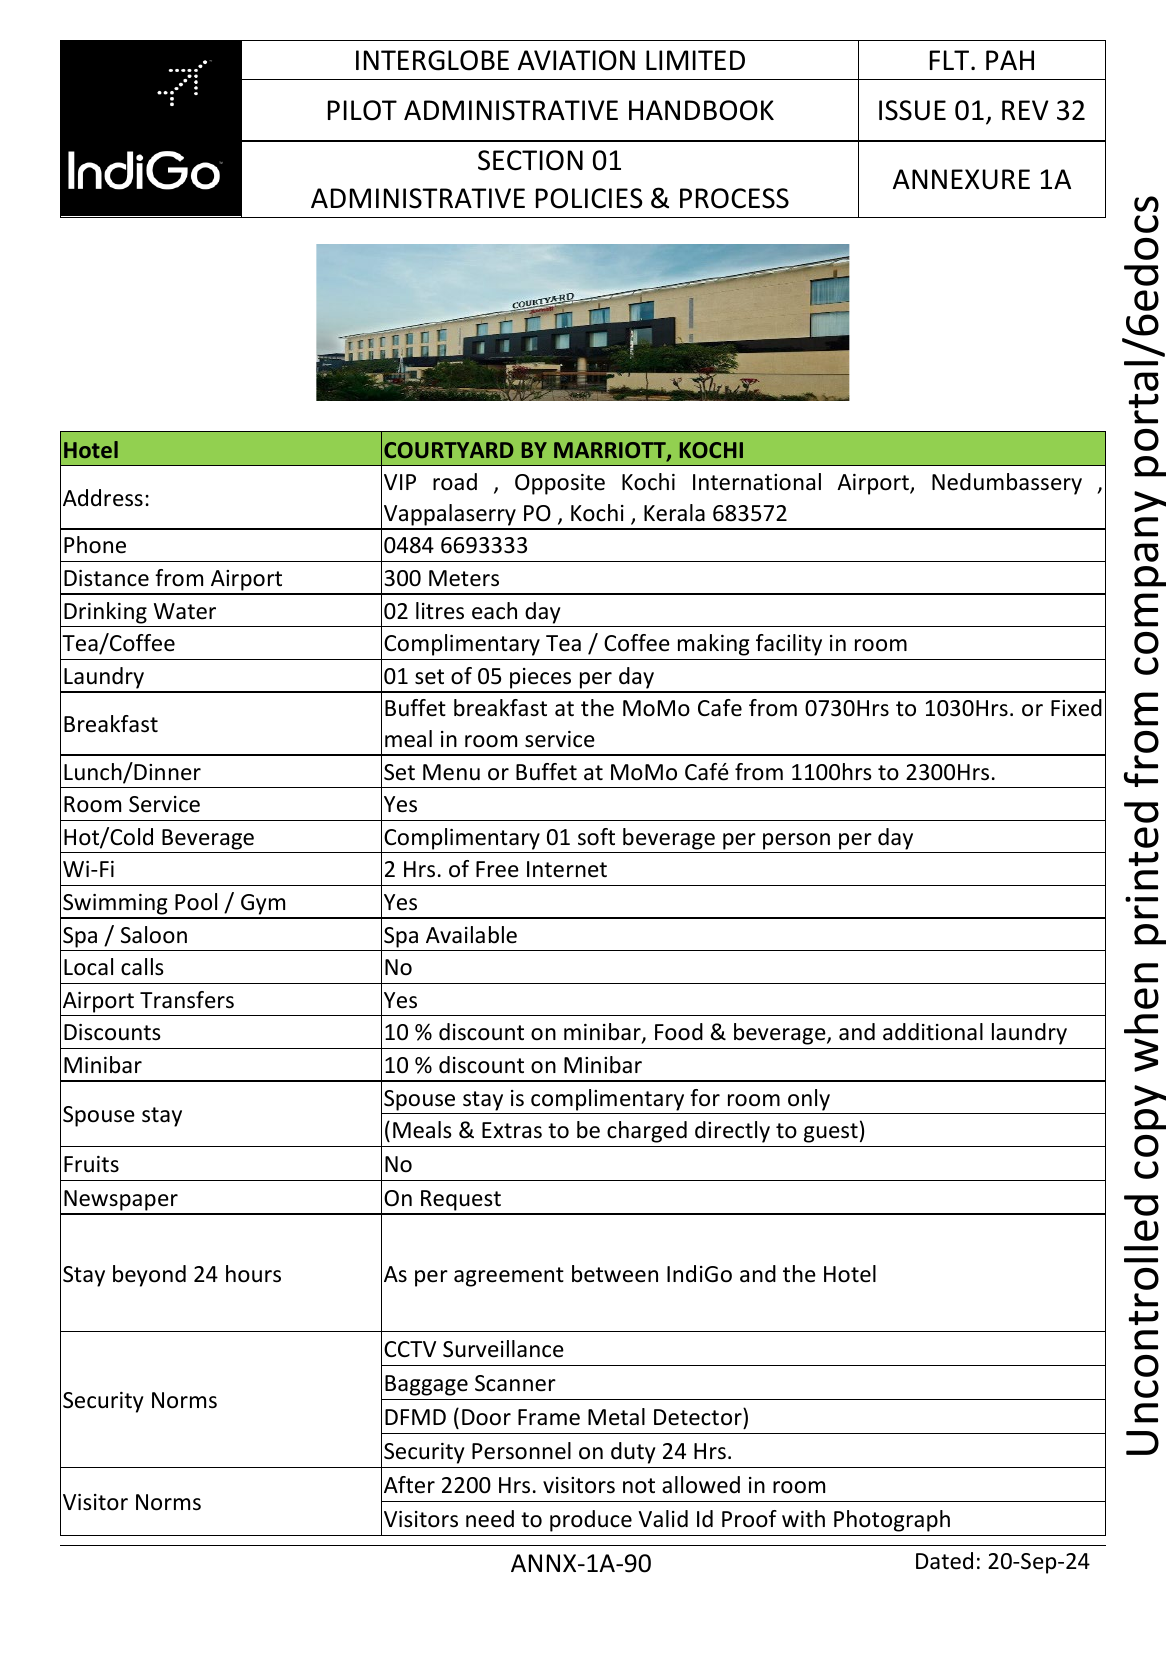 IndiGo
INTERGLOBE AVIATION LIMITED
FLT. PAH
PILOT ADMINISTRATIVE HANDBOOK
ISSUE 01, REV 32
SECTION 01
ADMINISTRATIVE POLICIES & PROCESS
ANNEXURE 1A
COURTYARD
Hotel
COURTYARD BY MARRIOTT, KOCHI
Address:
VIP road , Opposite Kochi International Airport, Nedumbassery ,
Vappalaserry PO , Kochi , Kerala 683572
Phone
0484 6693333
Distance from Airport
300 Meters
Drinking Water
02 litres each day
Tea/Coffee
Complimentary Tea / Coffee making facility in room
Laundry
01 set of 05 pieces per day
Breakfast
Buffet breakfast at the MoMo Cafe from 0730Hrs to 1030Hrs. or Fixed
meal in room service
Lunch/Dinner
Set Menu or Buffet at MoMo Café from 1100hrs to 2300Hrs.
Room Service
Yes
Hot/Cold Beverage
Complimentary 01 soft beverage per person per day
Wi-Fi
2 Hrs. of Free Internet
Swimming Pool / Gym
Yes
Spa / Saloon
Spa Available
Local calls
No
Airport Transfers
Yes
Discounts
10 % discount on minibar, Food & beverage, and additional laundry
Minibar
10 % discount on Minibar
Spouse stay
Spouse stay is complimentary for room only
(Meals & Extras to be charged directly to guest)
Fruits
No
Newspaper
On Request
Stay beyond 24 hours
As per agreement between IndiGo and the Hotel
Security Norms
CCTV Surveillance
Baggage Scanner
DFMD (Door Frame Metal Detector)
Security Personnel on duty 24 Hrs.
Visitor Norms
After 2200 Hrs. visitors not allowed in room
Visitors need to produce Valid Id Proof with Photograph
ANNX-1A-90
Dated: 20-Sep-24
Uncontrolled copy when printed from company portal/6edocs